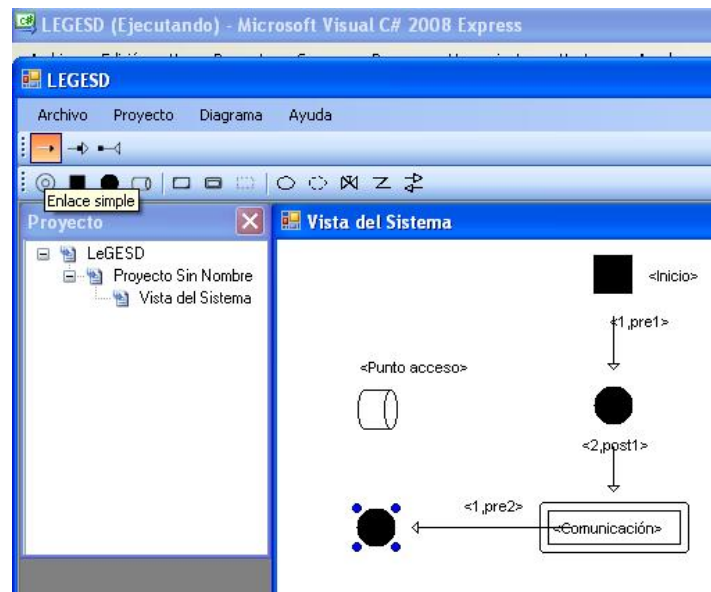 LEGESD (Ejecutando) - Microsoft Visual C# 2008 Express
LEGESD
Archivo Proyecto Diagrama Ayuda
Enlace simple
Proyecto
Vista del Sistema
LeGESD
Proyecto Sin Nombre
Vista del Sistema
<Inicio>
<1,pre1>
<Punto acceso>
<2,post1>
<1,pre2>
<Comunicación>